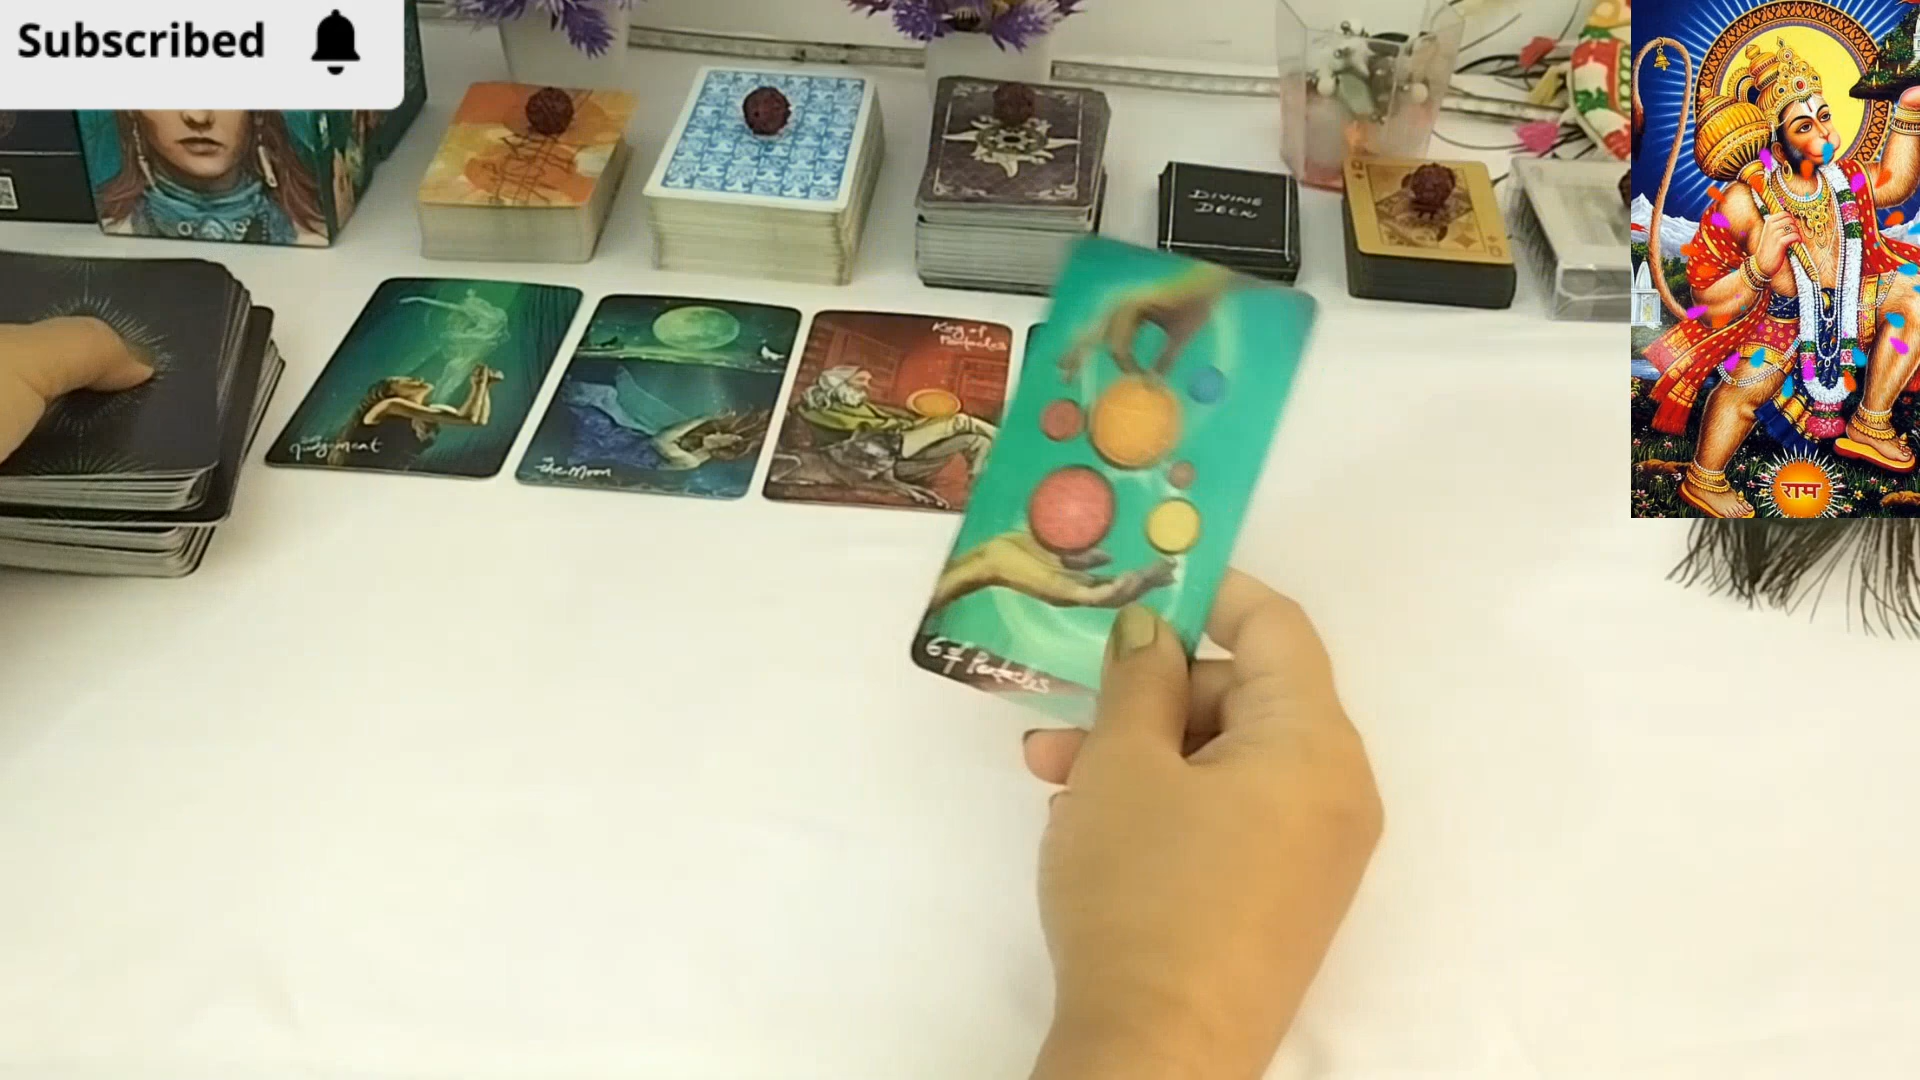 Subscribed
DIVINE
DECK
King of
Pentacles
Judgement
The Moon
6 of Pentacles
राम